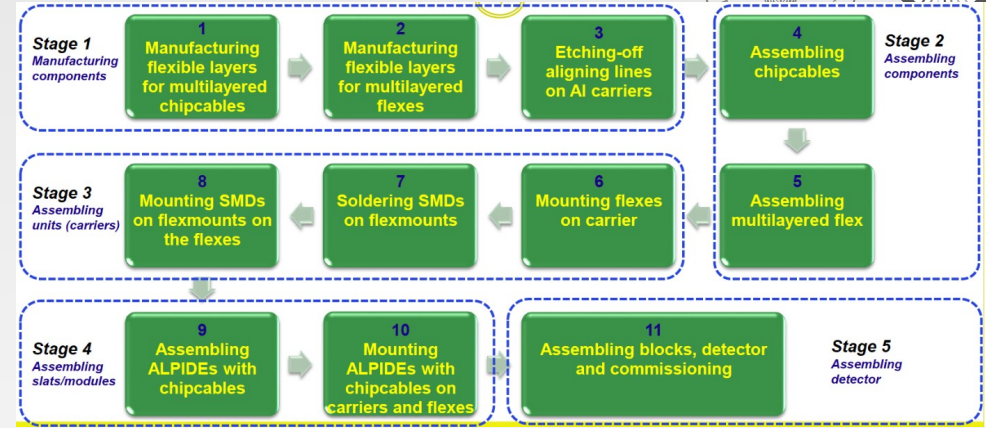 Stage 1
Manufacturing
components
1
Manufacturing
flexible layers
for multilayered
chipcables
2
Manufacturing
flexible layers
for multilayered
flexes
3
Etching-off
aligning lines
on Al carriers
4
Assembling
chipcables
Stage 2
Assembling
components
5
Assembling
multilayered flex
Stage 3
Assembling
units (carriers)
6
Mounting flexes
on carrier
7
Soldering SMDs
on flexmounts
8
Mounting SMDs
on flexmounts on
the flexes
Stage 4
Assembling
slats/modules
9
Assembling
ALPIDEs with
chipcables
10
Mounting
ALPIDEs with
chipcables on
carriers and flexes
11
Assembling blocks, detector
and commissioning
Stage 5
Assembling
detector